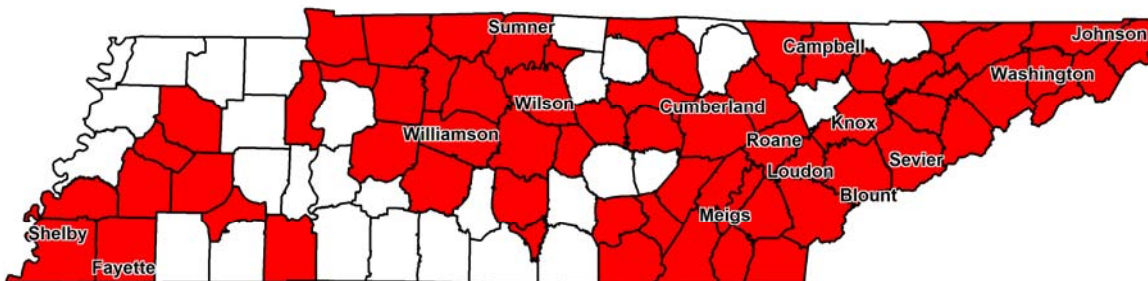 Sumner
Johnson
Campbell
Washington
Wilson
Cumberland
Knox
Williamson
Roane
Sevier
Loudon
Blount
Meigs
Shelby
Fayette